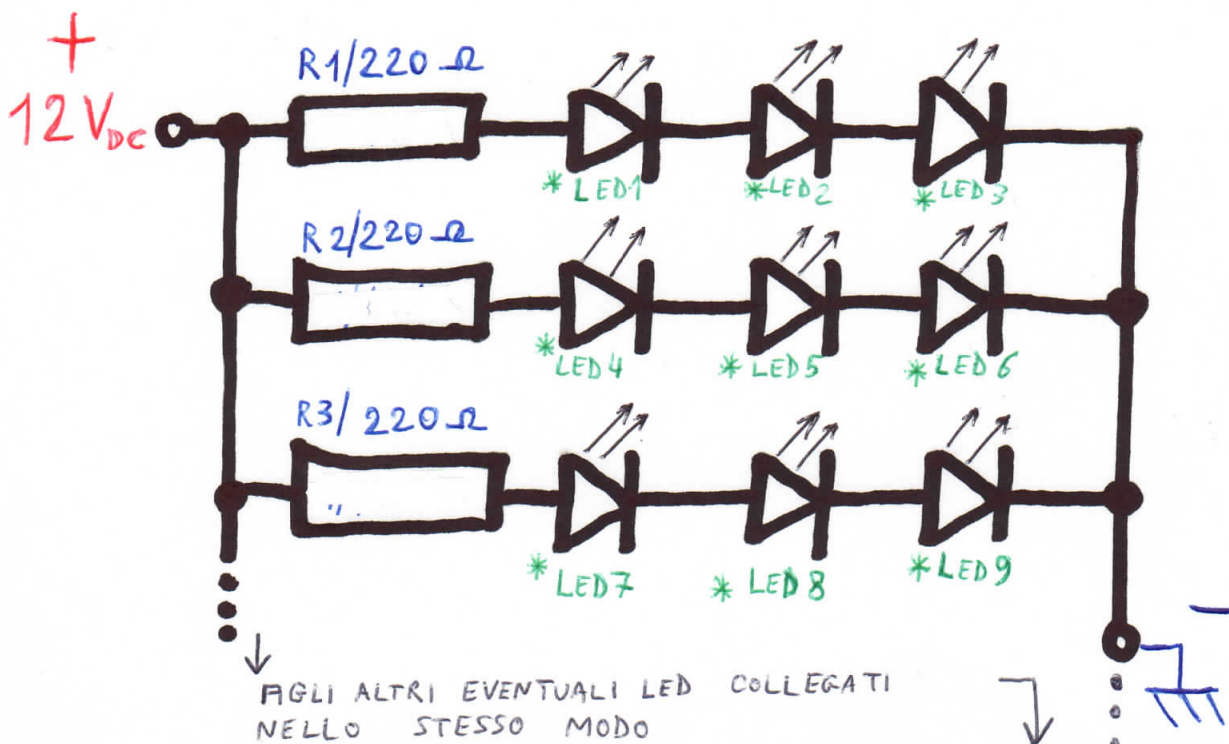 +
12 VDC
R1/220 Ω
* LED1
* LED2
* LED3
R2/220 Ω
* LED4
* LED5
* LED6
R3/220 Ω
* LED7
* LED8
* LED9
AGLI ALTRI EVENTUALI LED COLLEGATI
NELLO STESSO MODO